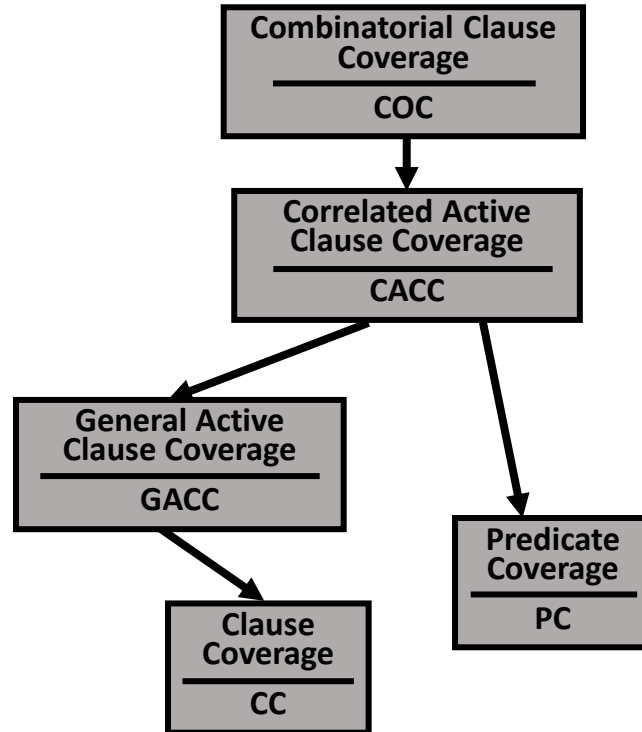 Combinatorial Clause
Coverage
COC
Correlated Active
Clause Coverage
CACC
General Active
Clause Coverage
GACC
Predicate
Coverage
PC
Clause
Coverage
CC